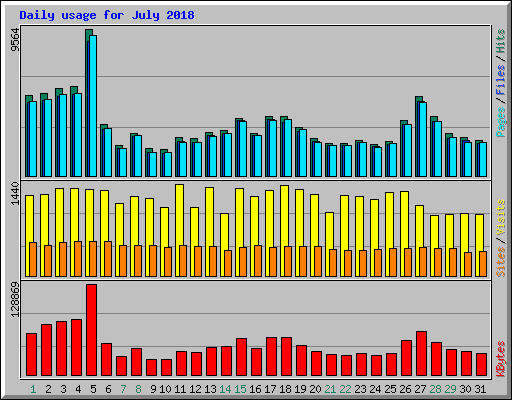 Daily usage for July 2018
9564
Pages / Files / Hits
1440
Sites / Visits
128869
KBytes
1 2 3 4 5 6 7 8 9 10 11 12 13 14 15 16 17 18 19 20 21 22 23 24 25 26 27 28 29 30 31